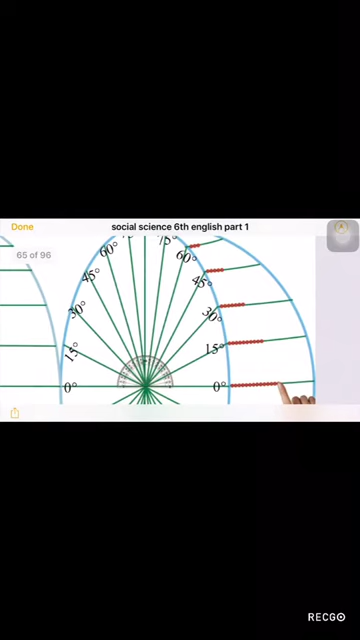 Done
social science 6th english part 1
65 of 96
75°
60°
60°
45°
45°
30°
30°
15°
15°
0°
0°
RECGO